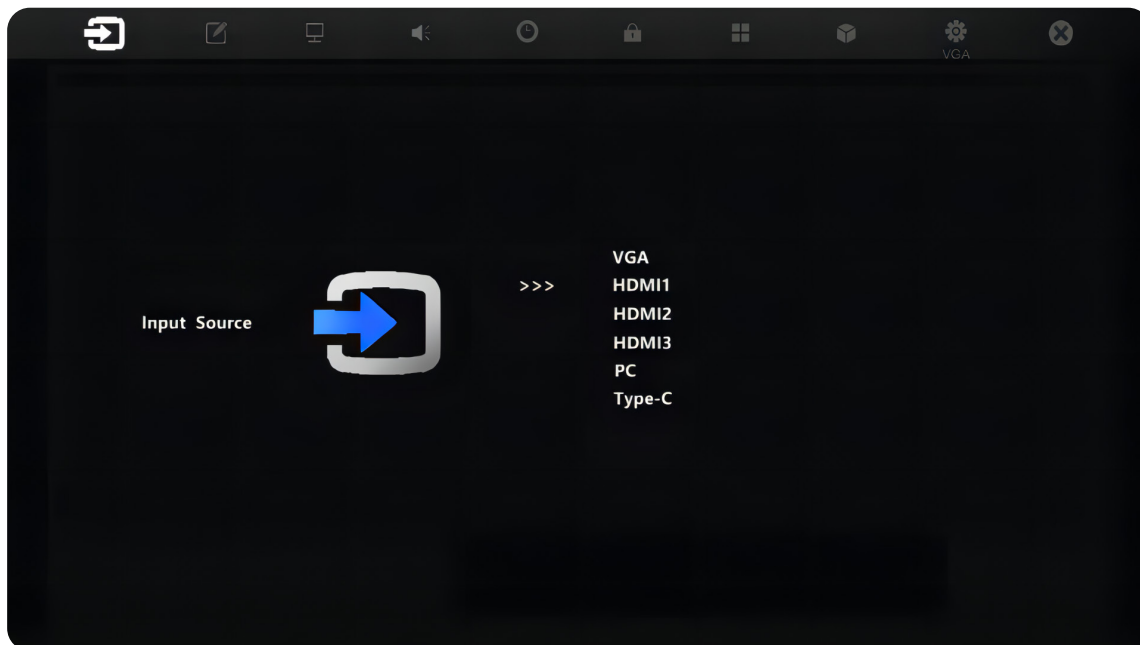 VGA
VGA
>>> HDMI1
HDMI2
Input Source
HDMI3
PC
Type-C